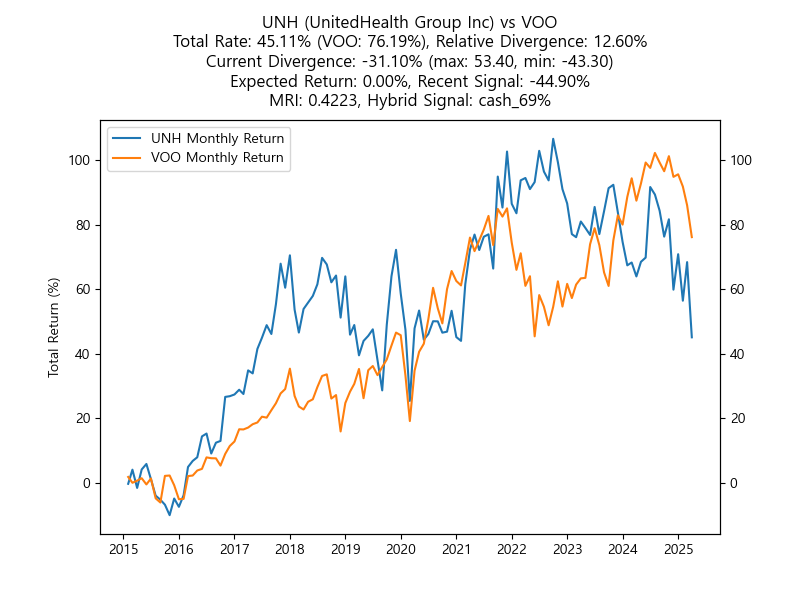 UNH (UnitedHealth Group Inc) vs VOO
Total Rate: 45.11% (VOO: 76.19%), Relative Divergence: 12.60%
Current Divergence: -31.10% (max: 53.40, min: -43.30)
Expected Return: 0.00%, Recent Signal: -44.90%
MRI: 0.4223, Hybrid Signal: cash_69%
UNH Monthly Return
VOO Monthly Return
Total Return (%)
100
80
60
40
20
0
100
80
60
40
20
0
2015 2016 2017 2018 2019 2020 2021 2022 2023 2024 2025